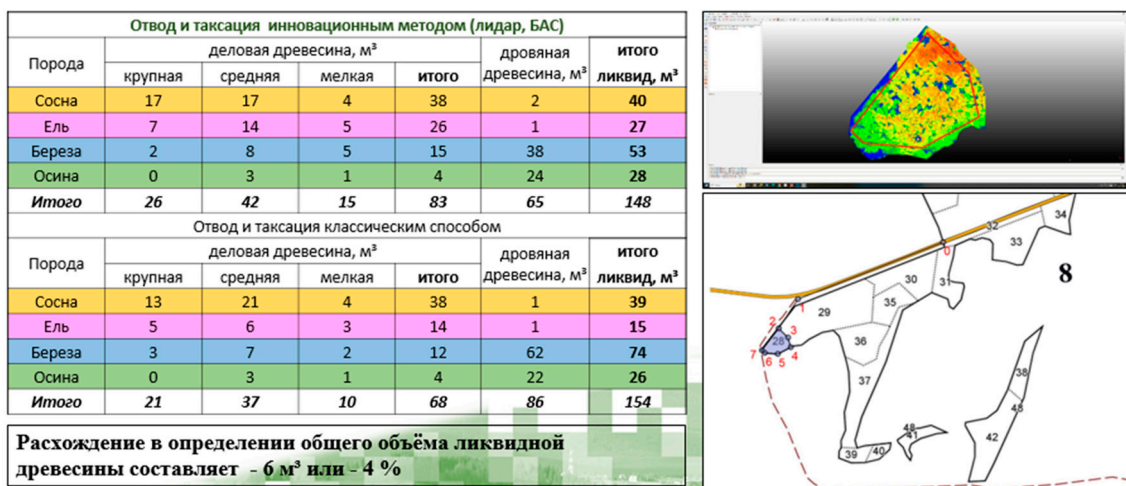 Отвод и таксация инновационным методом (лидар, БАС)
Порода деловая древесина, м³ дровяная древесина, м³ итого ликвид, м³
крупная средняя мелкая итого
Сосна 17 17 4 38 2 40
Ель 7 14 5 26 1 27
Береза 2 8 5 15 38 53
Осина 0 3 1 4 24 28
Итого 26 42 15 83 65 148
Отвод и таксация классическим способом
Порода деловая древесина, м³ дровяная древесина, м³ итого ликвид, м³
крупная средняя мелкая итого
Сосна 13 21 4 38 1 39
Ель 5 6 3 14 1 15
Береза 3 7 2 12 62 74
Осина 0 3 1 4 22 26
Итого 21 37 10 68 86 154
Расхождение в определении общего объёма ликвидной
древесины составляет - 6 м³ или - 4 %
34
32
33
0
8
30
31
1
35
29
2
3
36
28
4
7
6
5
37
38
48
48
41
42
39
40